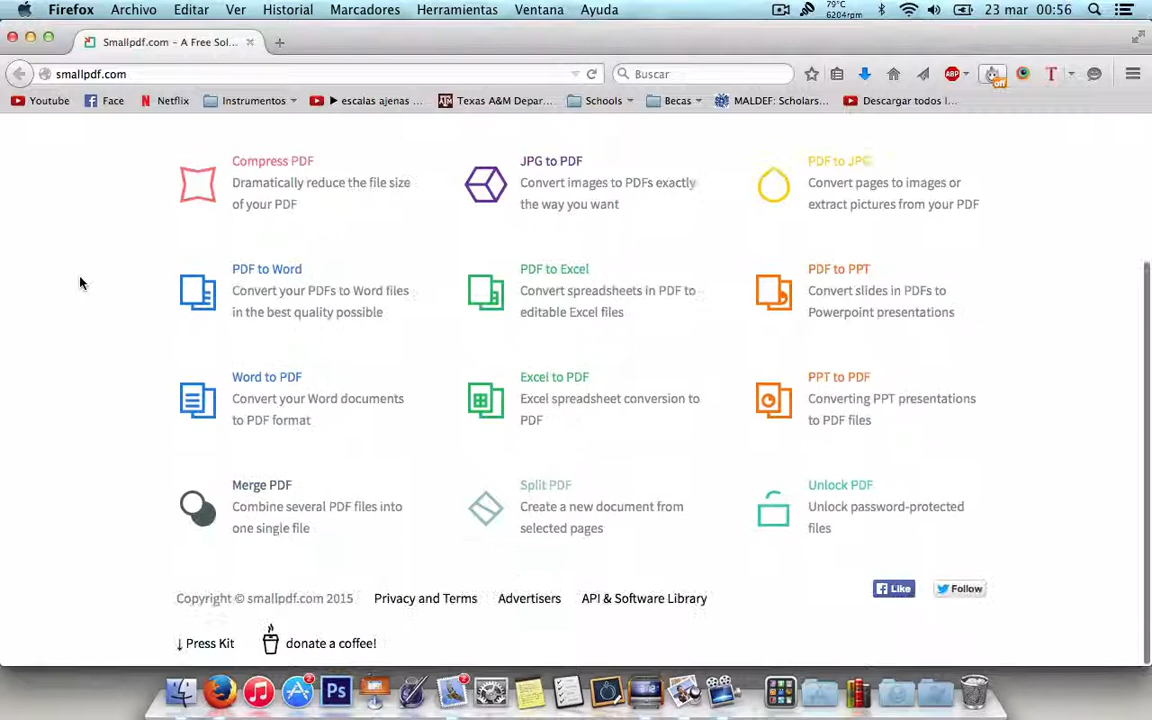 Firefox Archivo Editar Ver Historial Marcadores Herramientas Ventana Ayuda 79°C 6204rpm 23 mar 00:56
Smallpdf.com – A Free Sol...
smallpdf.com Buscar ABP off T
Youtube Face Netflix Instrumentos escalas ajenas ... Texas A&M Depar... Schools Becas MALDEF: Scholars... Descargar todos l...
Compress PDF JPG to PDF PDF to JPG
Dramatically reduce the file size Convert images to PDFs exactly Convert pages to images or
of your PDF the way you want extract pictures from your PDF
PDF to Word PDF to Excel PDF to PPT
Convert your PDFs to Word files Convert spreadsheets in PDF to Convert slides in PDFs to
in the best quality possible editable Excel files Powerpoint presentations
Word to PDF Excel to PDF PPT to PDF
Convert your Word documents Excel spreadsheet conversion to Converting PPT presentations
to PDF format PDF to PDF files
Merge PDF Split PDF Unlock PDF
Combine several PDF files into Create a new document from Unlock password-protected
one single file selected pages files
Like Follow
Copyright © smallpdf.com 2015 Privacy and Terms Advertisers API & Software Library
↓ Press Kit donate a coffee!
Ps